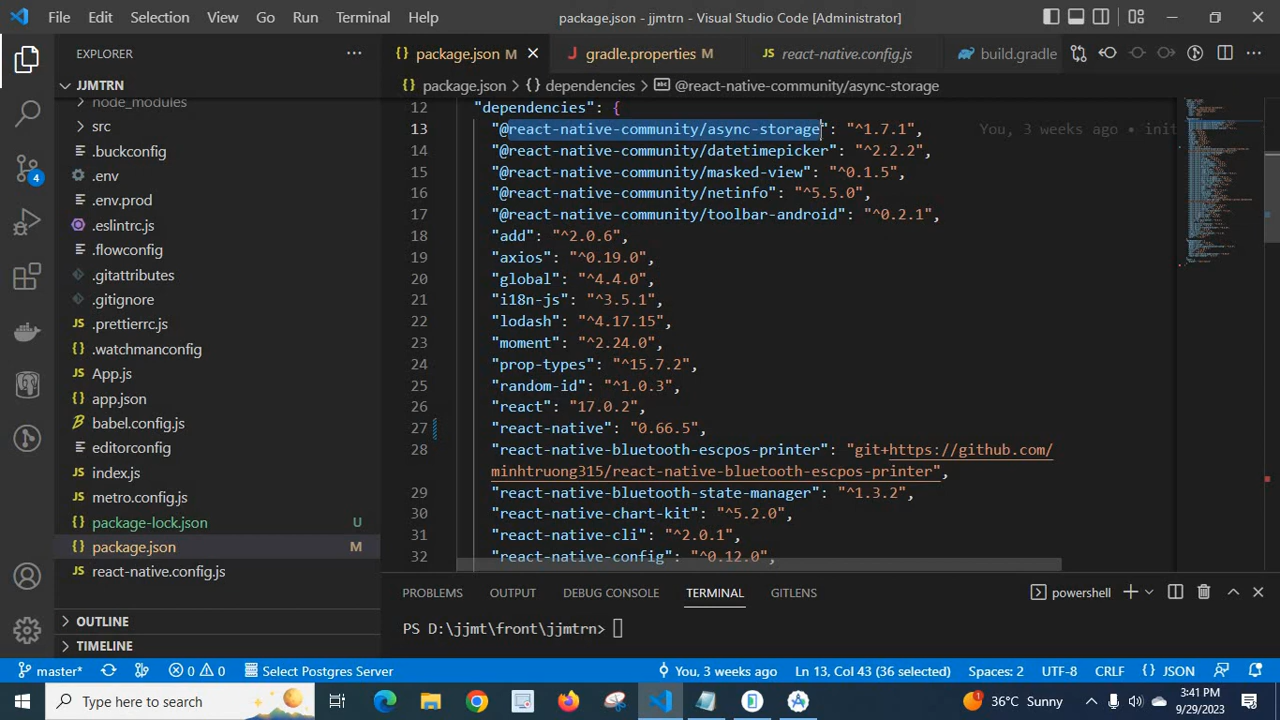 File Edit Selection View Go Run Terminal Help package.json - jjmtrn - Visual Studio Code [Administrator]
EXPLORER
package.json M
gradle.properties M
react-native.config.js
build.gradle
package.json > {} dependencies > @react-native-community/async-storage
JJMTRN
node_modules
src
.buckconfig
.env
.env.prod
.eslintrc.js
.flowconfig
.gitattributes
.gitignore
.prettierrc.js
.watchmanconfig
App.js
app.json
babel.config.js
editorconfig
index.js
metro.config.js
package-lock.json U
package.json M
react-native.config.js
OUTLINE
TIMELINE
4
12 "dependencies": {
13 "@react-native-community/async-storage": "^1.7.1", You, 3 weeks ago • init
14 "@react-native-community/datetimepicker": "^2.2.2",
15 "@react-native-community/masked-view": "^0.1.5",
16 "@react-native-community/netinfo": "^5.5.0",
17 "@react-native-community/toolbar-android": "^0.2.1",
18 "add": "^2.0.6",
19 "axios": "^0.19.0",
20 "global": "^4.4.0",
21 "i18n-js": "^3.5.1",
22 "lodash": "^4.17.15",
23 "moment": "^2.24.0",
24 "prop-types": "^15.7.2",
25 "random-id": "^1.0.3",
26 "react": "17.0.2",
27 "react-native": "0.66.5",
28 "react-native-bluetooth-escpos-printer": "git+https://github.com/
minhtruong315/react-native-bluetooth-escpos-printer",
29 "react-native-bluetooth-state-manager": "^1.3.2",
30 "react-native-chart-kit": "^5.2.0",
31 "react-native-cli": "^2.0.1",
32 "react-native-config": "^0.12.0",
PROBLEMS OUTPUT DEBUG CONSOLE TERMINAL GITLENS powershell
PS D:\jjmt\front\jjmtrn>
master* 0 0 Select Postgres Server You, 3 weeks ago Ln 13, Col 43 (36 selected) Spaces: 2 UTF-8 CRLF {} JSON
Type here to search
36°C Sunny
3:41 PM
9/29/2023